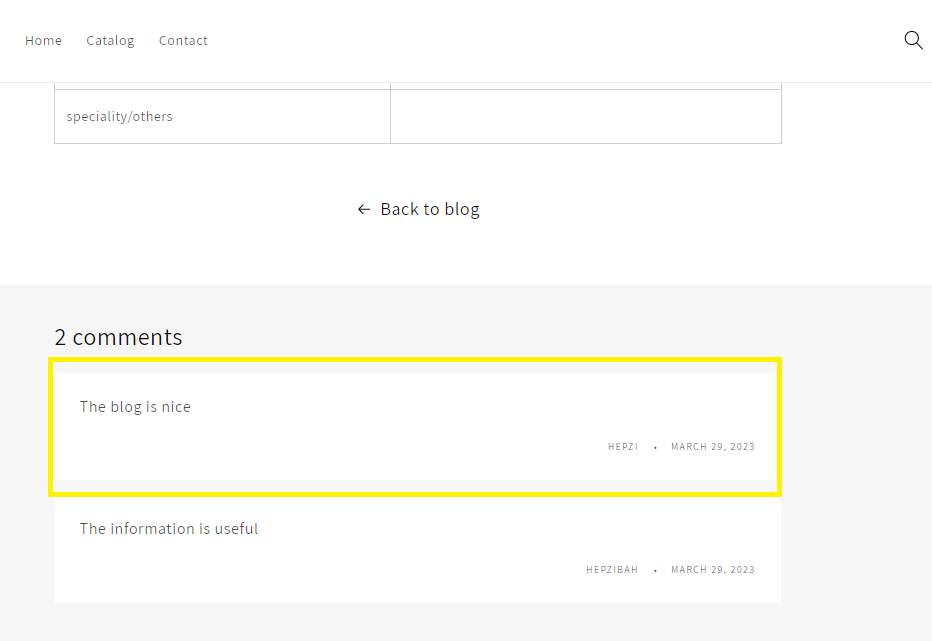 Home Catalog Contact
speciality/others
← Back to blog
2 comments
The blog is nice
HEPZI • MARCH 29, 2023
The information is useful
HEPZIBAH • MARCH 29, 2023